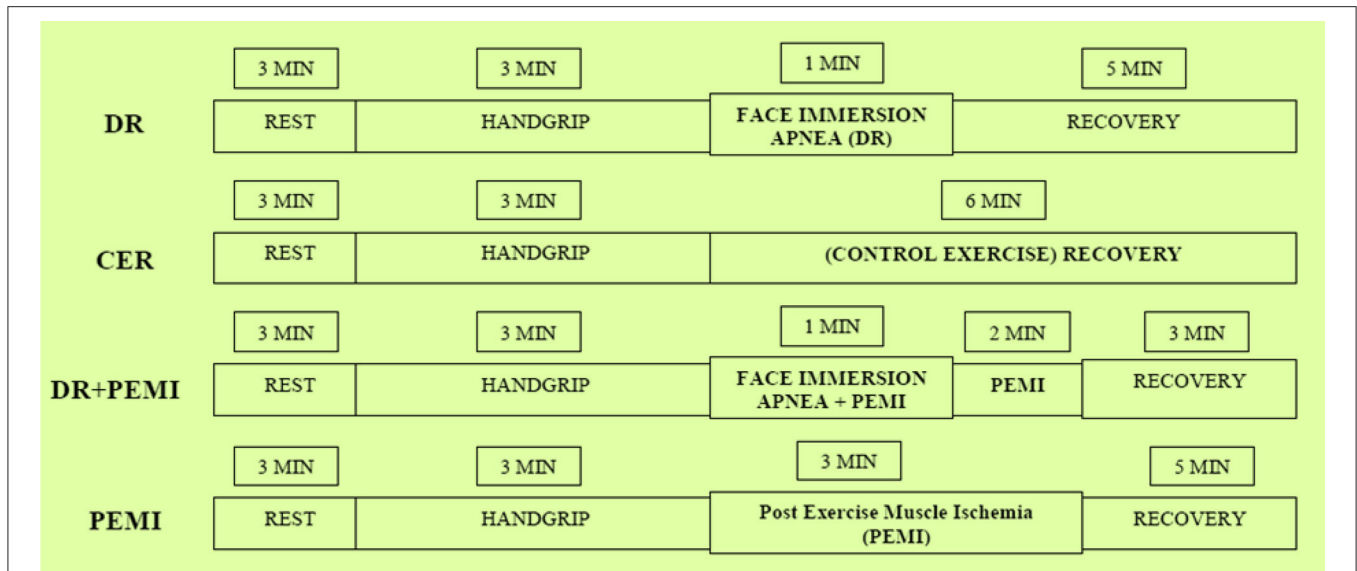 3 MIN 3 MIN 1 MIN 5 MIN
DR REST HANDGRIP FACE IMMERSION RECOVERY
APNEA (DR)
3 MIN 3 MIN 6 MIN
CER REST HANDGRIP (CONTROL EXERCISE) RECOVERY
3 MIN 3 MIN 1 MIN 2 MIN 3 MIN
DR+PEMI REST HANDGRIP FACE IMMERSION PEMI RECOVERY
APNEA + PEMI
3 MIN 3 MIN 3 MIN 5 MIN
PEMI REST HANDGRIP Post Exercise Muscle Ischemia RECOVERY
(PEMI)